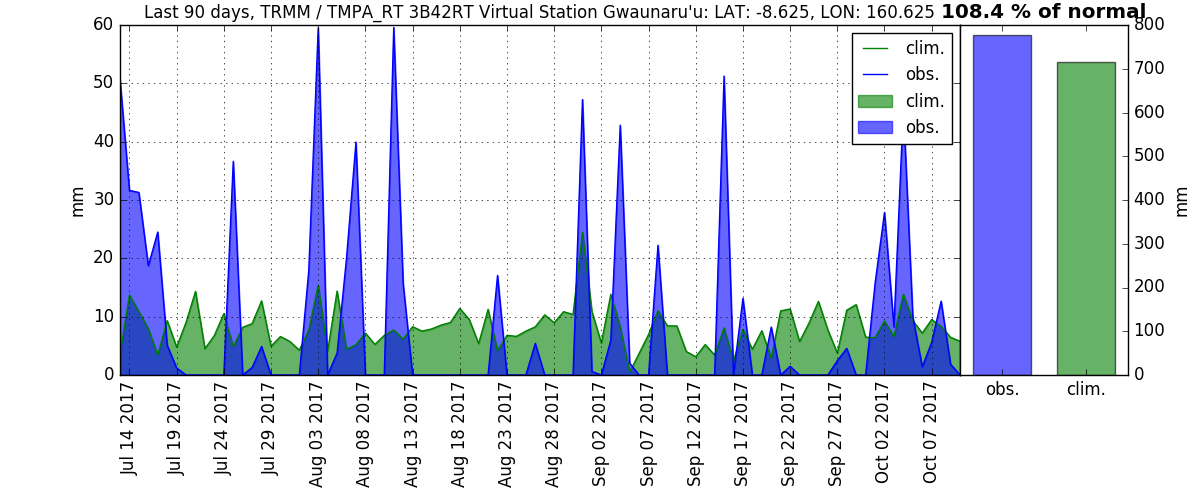 Last 90 days, TRMM / TMPA_RT 3B42RT Virtual Station Gwaunaru'u: LAT: -8.625, LON: 160.625 108.4 % of normal
60
50
40
30
20
10
0
mm
clim.
obs.
clim.
obs.
Jul 14 2017
Jul 19 2017
Jul 24 2017
Jul 29 2017
Aug 03 2017
Aug 08 2017
Aug 13 2017
Aug 18 2017
Aug 23 2017
Aug 28 2017
Sep 02 2017
Sep 07 2017
Sep 12 2017
Sep 17 2017
Sep 22 2017
Sep 27 2017
Oct 02 2017
Oct 07 2017
800
700
600
500
400
300
200
100
0
mm
obs.
clim.